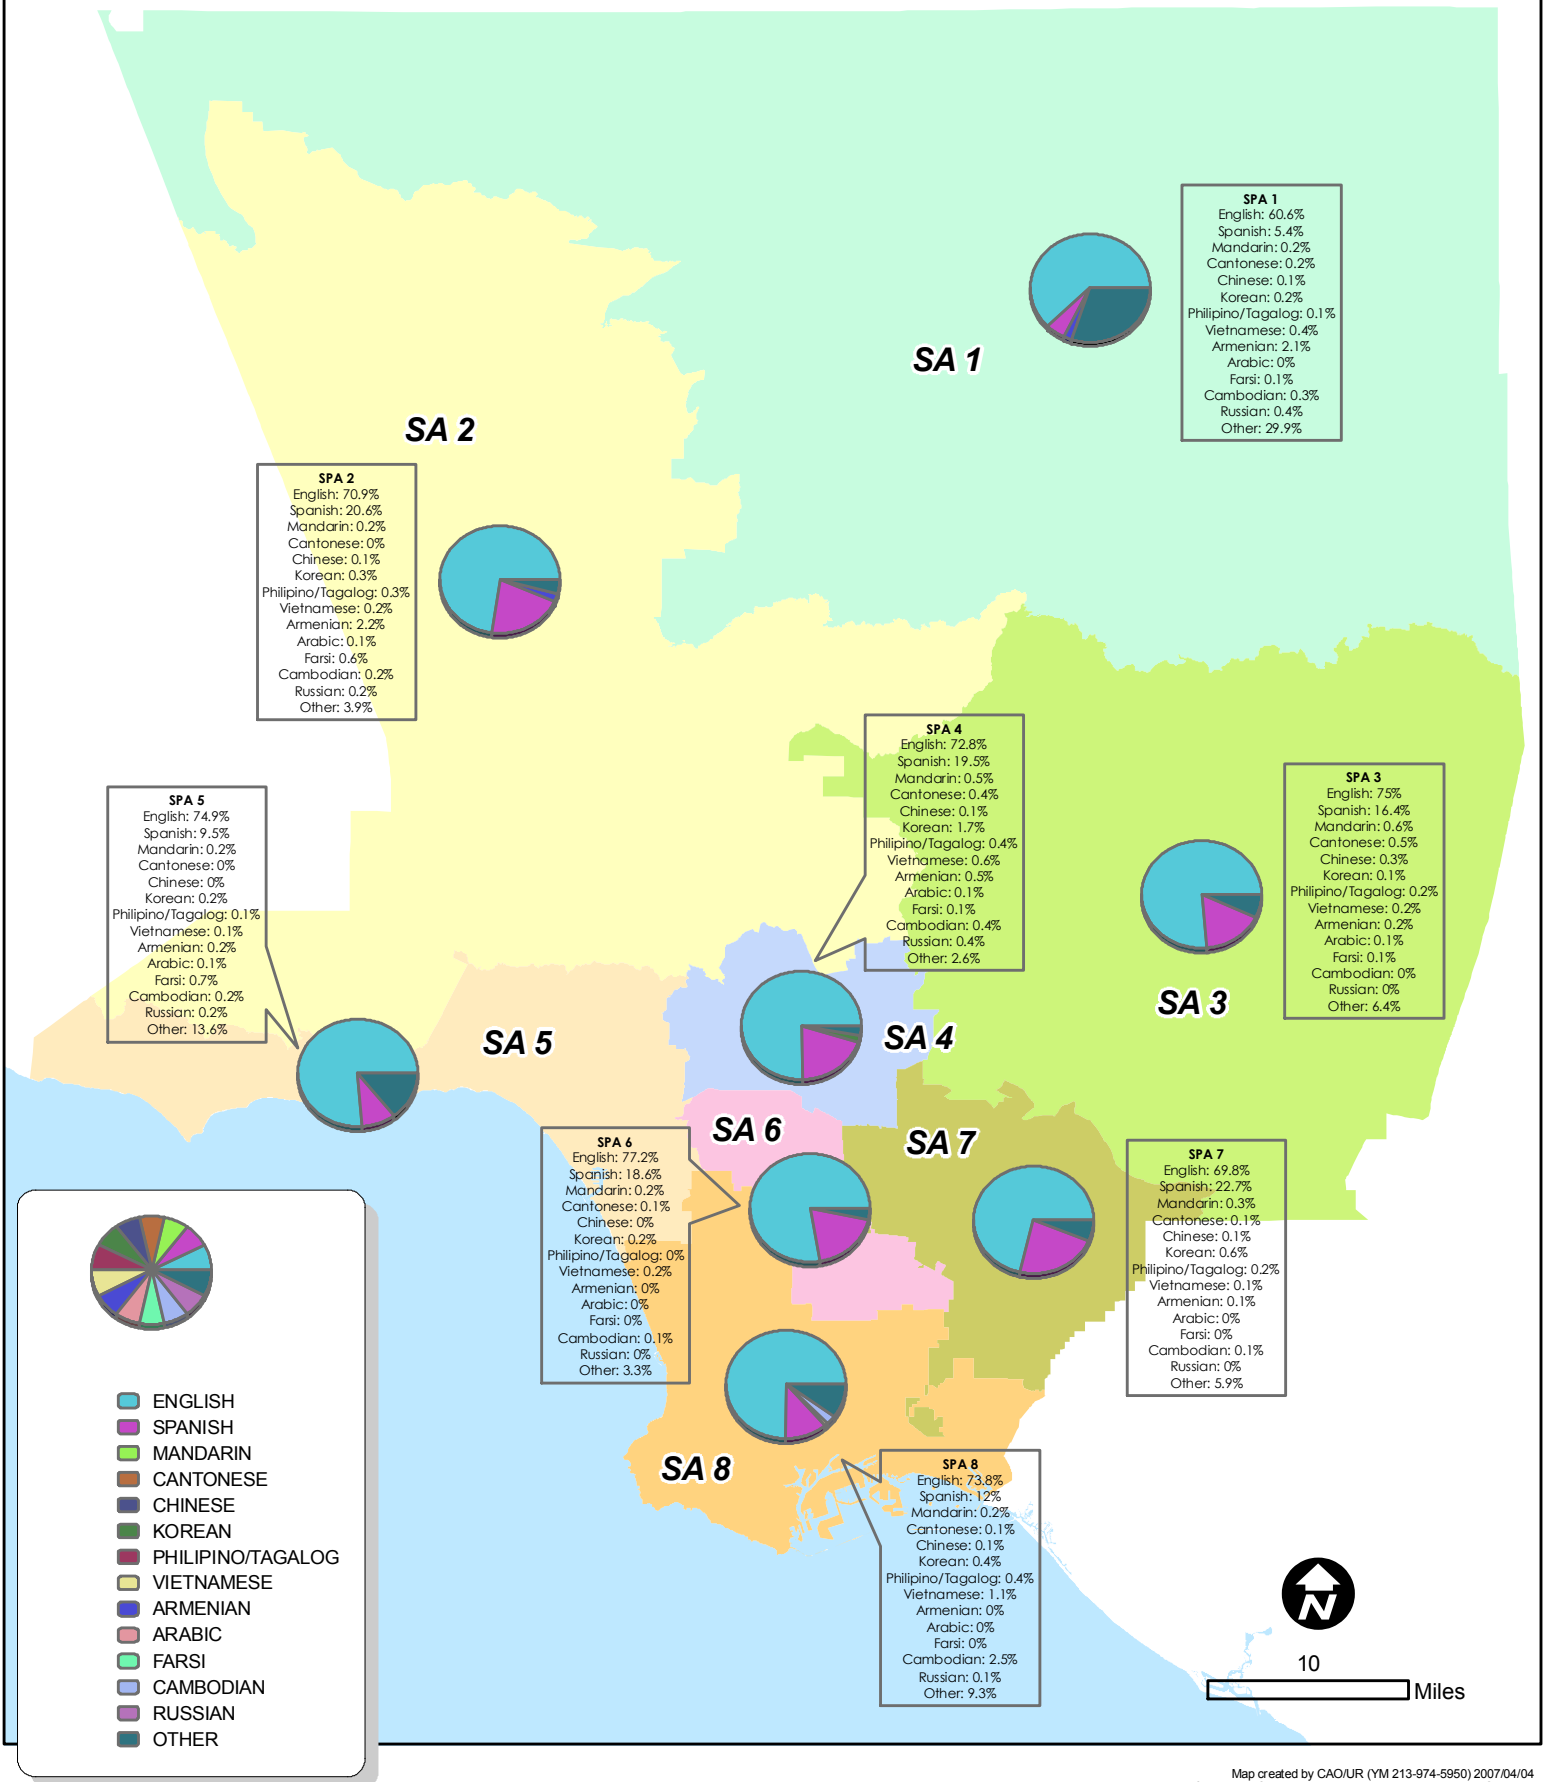 SPA 1
English: 60.6%
Spanish: 5.4%
Mandarin: 0.2%
Cantonese: 0.2%
Chinese: 0.1%
Korean: 0.2%
Philipino/Tagalog: 0.1%
Vietnamese: 0.4%
Armenian: 2.1%
Arabic: 0%
Farsi: 0.1%
Cambodian: 0.3%
Russian: 0.4%
Other: 29.9%
SA 1
SA 2
SPA 2
English: 70.9%
Spanish: 20.6%
Mandarin: 0.2%
Cantonese: 0%
Chinese: 0.1%
Korean: 0.3%
Philipino/Tagalog: 0.3%
Vietnamese: 0.2%
Armenian: 2.2%
Arabic: 0.1%
Farsi: 0.6%
Cambodian: 0.2%
Russian: 0.2%
Other: 3.9%
SPA 4
English: 72.8%
Spanish: 19.5%
Mandarin: 0.5%
Cantonese: 0.4%
Chinese: 0.1%
Korean: 1.7%
Philipino/Tagalog: 0.4%
Vietnamese: 0.6%
Armenian: 0.5%
Arabic: 0.1%
Farsi: 0.1%
Cambodian: 0.4%
Russian: 0.4%
Other: 2.6%
SPA 3
English: 75%
Spanish: 16.4%
Mandarin: 0.6%
Cantonese: 0.5%
Chinese: 0.3%
Korean: 0.1%
Philipino/Tagalog: 0.2%
Vietnamese: 0.2%
Armenian: 0.2%
Arabic: 0.1%
Farsi: 0.1%
Cambodian: 0%
Russian: 0%
Other: 6.4%
SPA 5
English: 74.9%
Spanish: 9.5%
Mandarin: 0.2%
Cantonese: 0%
Chinese: 0%
Korean: 0.2%
Philipino/Tagalog: 0.1%
Vietnamese: 0.1%
Armenian: 0.2%
Arabic: 0.1%
Farsi: 0.7%
Cambodian: 0.2%
Russian: 0.2%
Other: 13.6%
SA 3
SA 5
SA 4
SA 6
SA 7
SPA 6
English: 77.2%
Spanish: 18.6%
Mandarin: 0.2%
Cantonese: 0.1%
Chinese: 0%
Korean: 0.2%
Philipino/Tagalog: 0%
Vietnamese: 0.2%
Armenian: 0%
Arabic: 0%
Farsi: 0%
Cambodian: 0.1%
Russian: 0%
Other: 3.3%
SPA 7
English: 69.8%
Spanish: 22.7%
Mandarin: 0.3%
Cantonese: 0.1%
Chinese: 0.1%
Korean: 0.6%
Philipino/Tagalog: 0.2%
Vietnamese: 0.1%
Armenian: 0.1%
Arabic: 0%
Farsi: 0%
Cambodian: 0.1%
Russian: 0%
Other: 5.9%
SA 8
SPA 8
English: 73.8%
Spanish: 12%
Mandarin: 0.2%
Cantonese: 0.1%
Chinese: 0.1%
Korean: 0.4%
Philipino/Tagalog: 0.4%
Vietnamese: 1.1%
Armenian: 0%
Arabic: 0%
Farsi: 0%
Cambodian: 2.5%
Russian: 0.1%
Other: 9.3%
ENGLISH
SPANISH
MANDARIN
CANTONESE
CHINESE
KOREAN
PHILIPINO/TAGALOG
VIETNAMESE
ARMENIAN
ARABIC
FARSI
CAMBODIAN
RUSSIAN
OTHER
N
10
Miles
Map created by CAO/UR (YM 213-974-5950) 2007/04/04